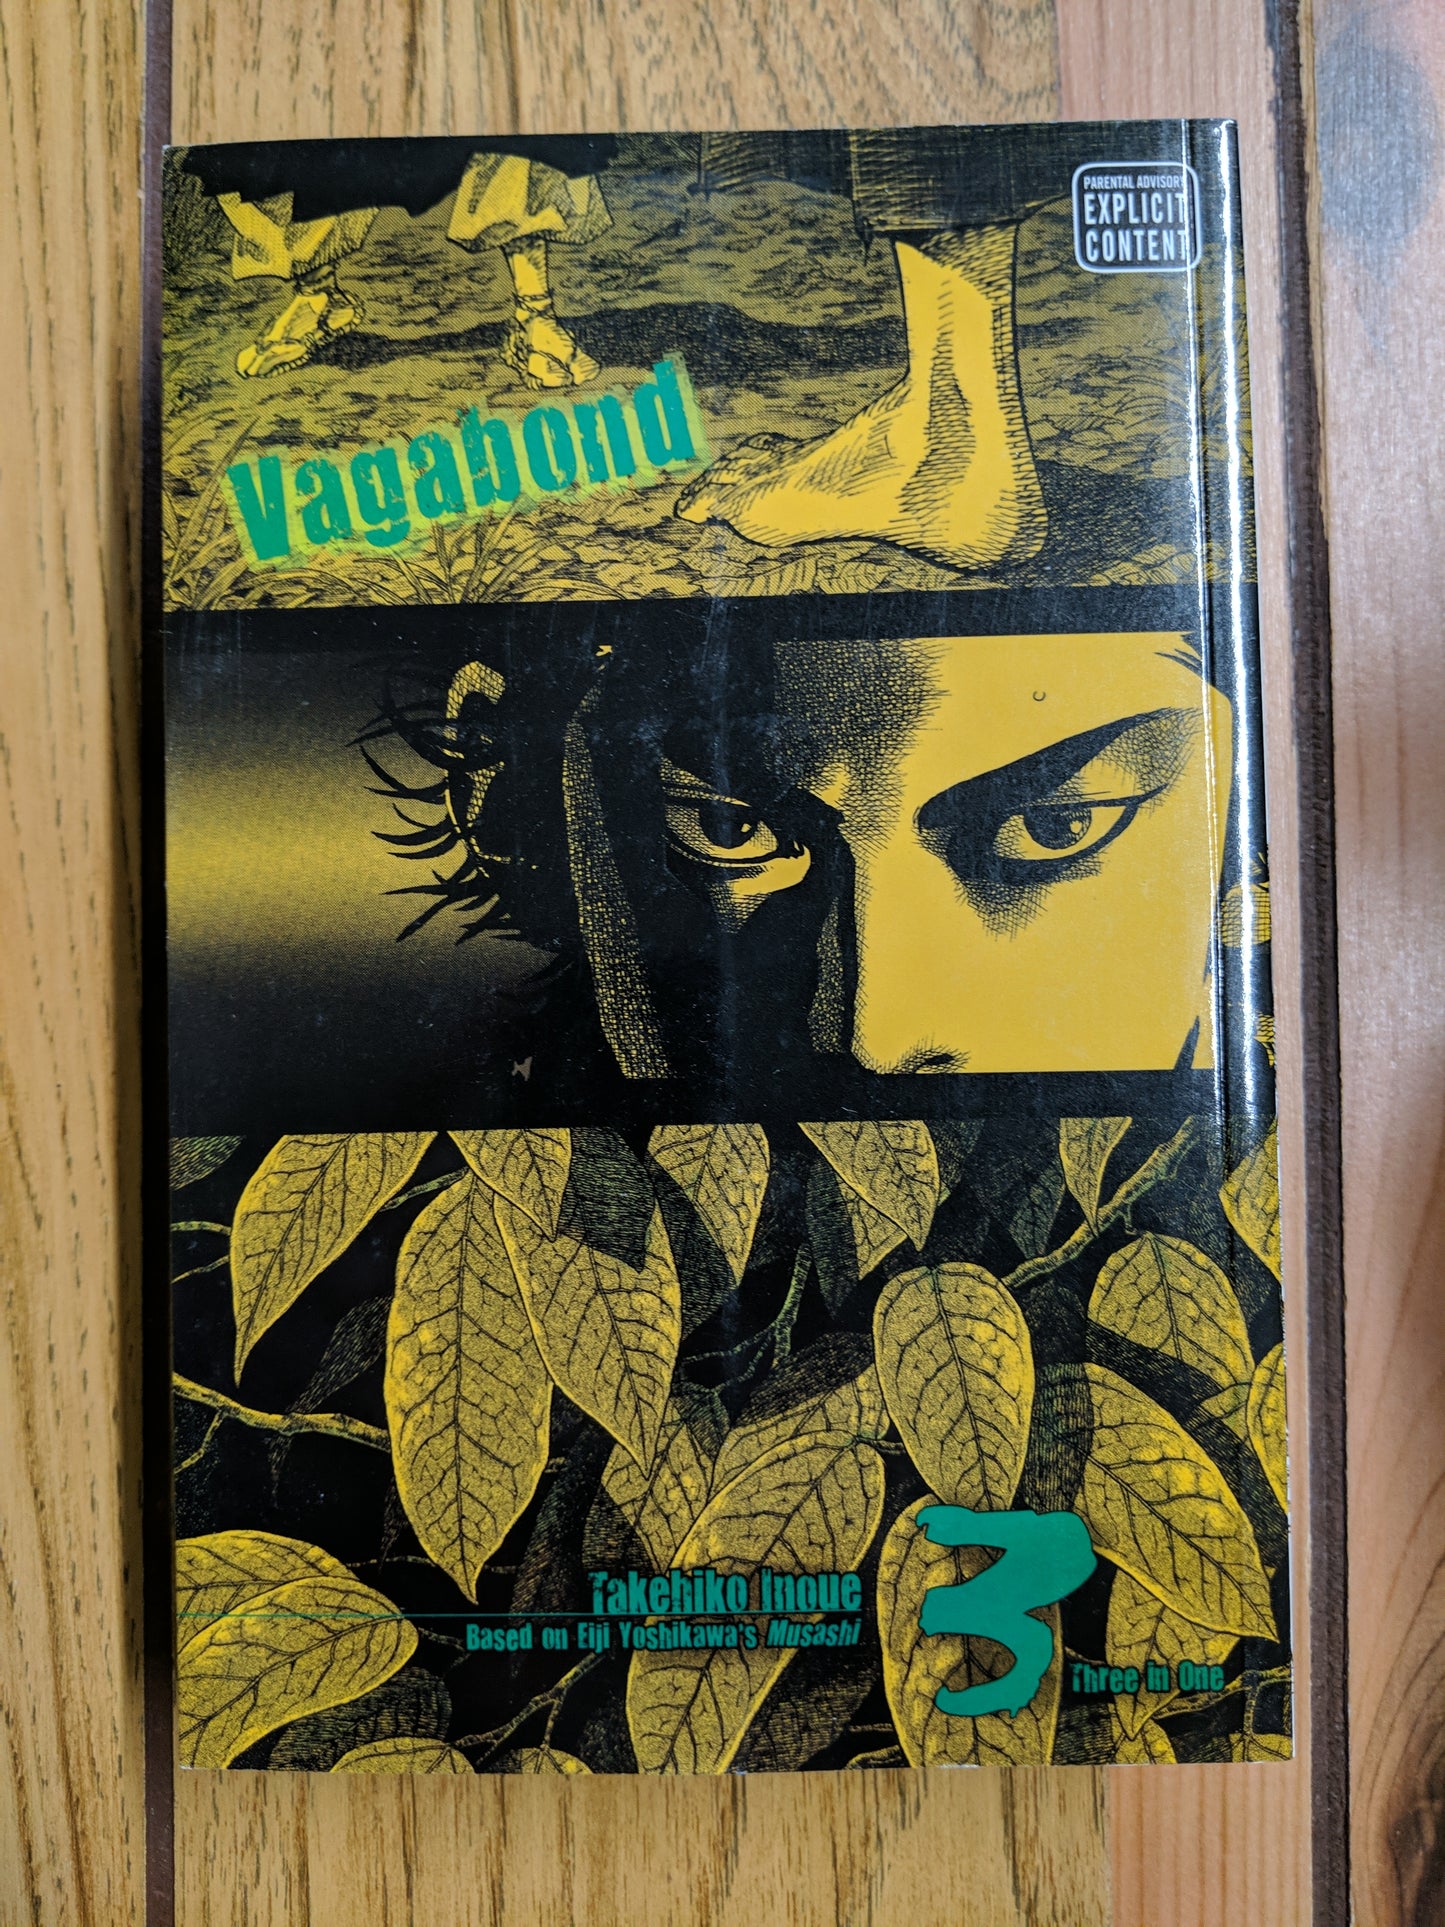 PARENTAL ADVISORY
EXPLICIT
CONTENT
Vagabond
Takehiko Inoue
Based on Eiji Yoshikawa's Musashi
3
Three in One